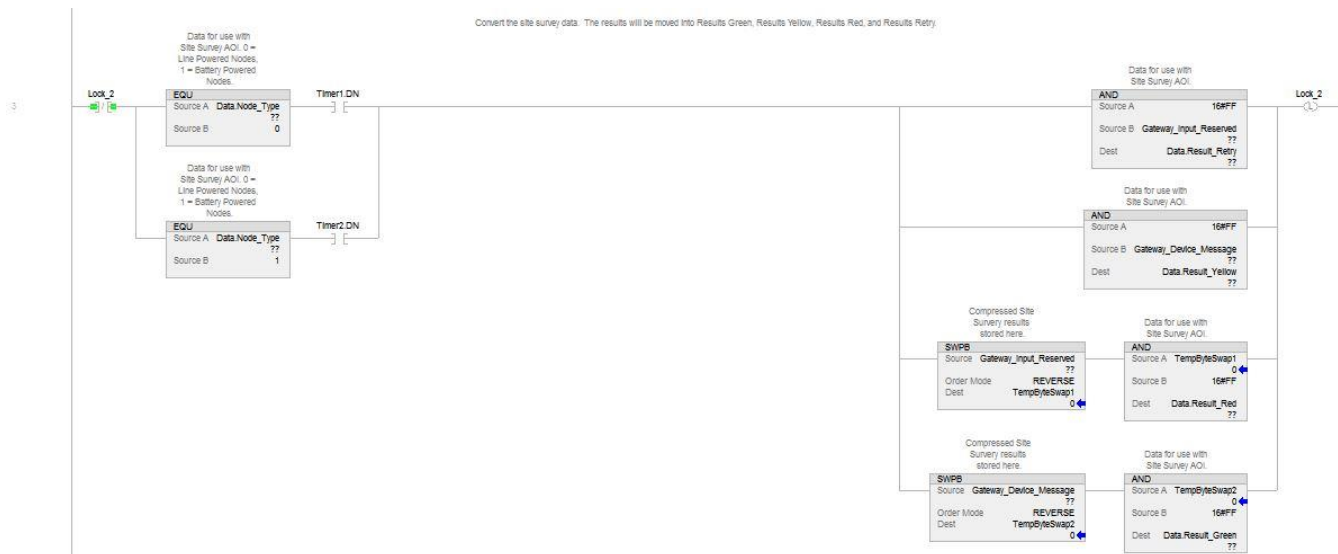 Convert the site survey data. The results will be moved into Results Green, Results Yellow, Results Red, and Results Retry.
3
Lock_2
Data for use with
Site Survey AOI. 0 =
Line Powered Nodes,
1 = Battery Powered
Nodes.
EQU
Source A Data.Node_Type
??
Source B 0
Timer1.DN
Data for use with
Site Survey AOI. 0 =
Line Powered Nodes,
1 = Battery Powered
Nodes.
EQU
Source A Data.Node_Type
??
Source B 1
Timer2.DN
Data for use with
Site Survey AOI.
AND
Source A 16#FF
Source B Gateway_Input_Reserved
??
Dest Data.Result_Retry
??
Lock_2
L
Data for use with
Site Survey AOI.
AND
Source A 16#FF
Source B Gateway_Device_Message
??
Dest Data.Result_Yellow
??
Compressed Site
Survery results
stored here.
SWPB
Source Gateway_Input_Reserved
??
Order Mode REVERSE
Dest TempByteSwap1
0
Data for use with
Site Survey AOI.
AND
Source A TempByteSwap1
0
Source B 16#FF
Dest Data.Result_Red
??
Compressed Site
Survery results
stored here.
SWPB
Source Gateway_Device_Message
??
Order Mode REVERSE
Dest TempByteSwap2
0
Data for use with
Site Survey AOI.
AND
Source A TempByteSwap2
0
Source B 16#FF
Dest Data.Result_Green
??